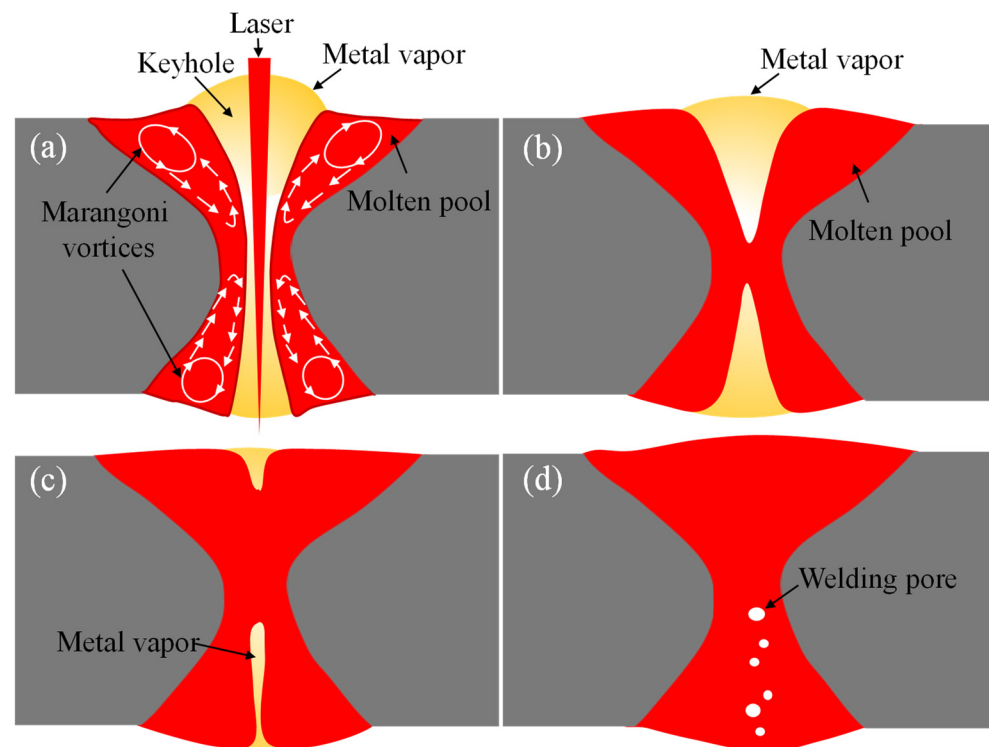 Laser
Keyhole
Metal vapor
(a)
Marangoni
vortices
Molten pool
Metal vapor
(b)
Molten pool
(c)
Metal vapor
(d)
Welding pore